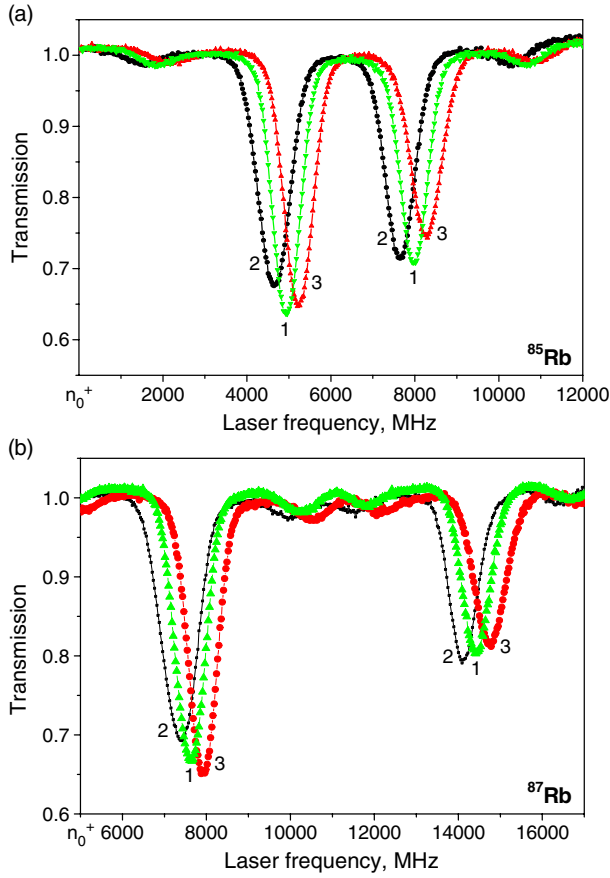 (a)
1.0
0.9
0.8
0.7
0.6
Transmission
2
1
3
2
1
3
⁸⁵Rb
n₀⁺ 2000 4000 6000 8000 10000 12000
Laser frequency, MHz
(b)
1.0
0.9
0.8
0.7
0.6
Transmission
2
1
3
2
1
3
⁸⁷Rb
n₀⁺ 6000 8000 10000 12000 14000 16000
Laser frequency, MHz